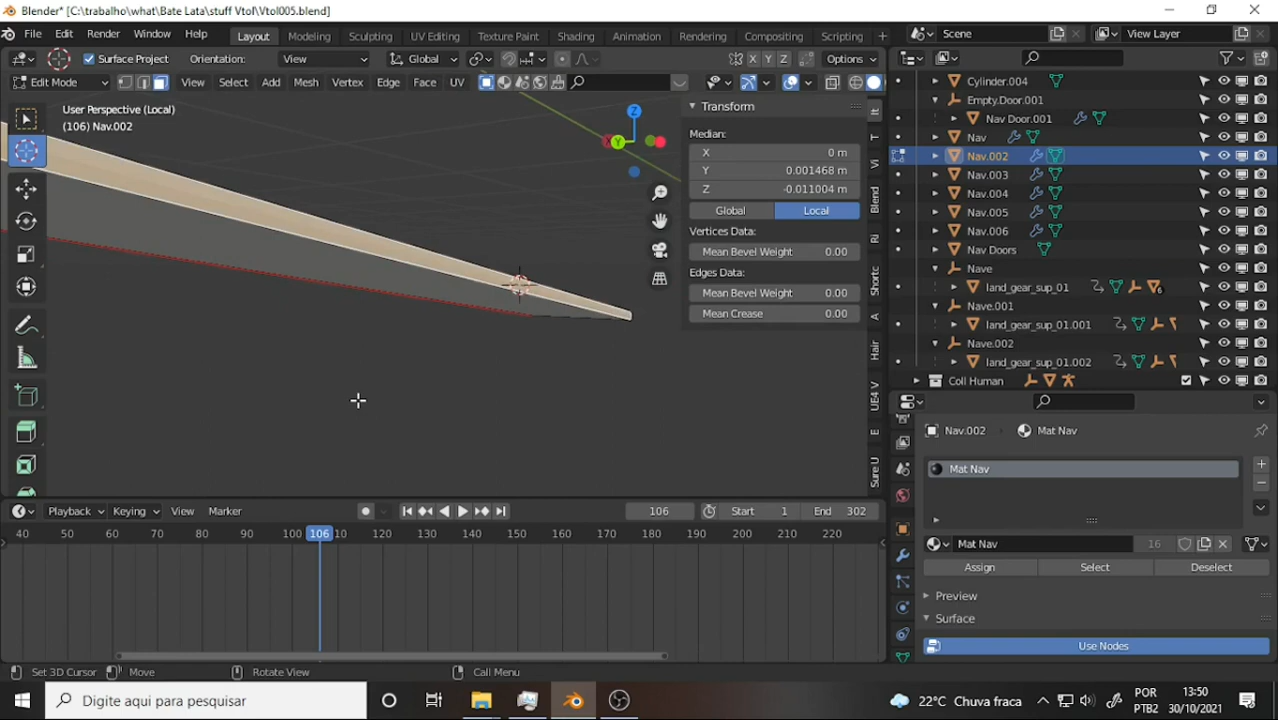 Blender* [C:\trabalho\what\Bate Lata\stuff Vtol\Vtol005.blend]
File Edit Render Window Help Layout Modeling Sculpting UV Editing Texture Paint Shading Animation Rendering Compositing Scripting Scene View Layer
Surface Project Orientation: View Global X Y Z Options
Edit Mode View Select Add Mesh Vertex Edge Face UV
User Perspective (Local)
(106) Nav.002
Z
Y
Transform
Median:
X 0 m
Y 0.001468 m
Z -0.011004 m
Global Local
Vertices Data:
Mean Bevel Weight 0.00
Edges Data:
Mean Bevel Weight 0.00
Mean Crease 0.00
T
VI
Blend
Ri
Shortc
A
Hair
UE4 V
E
Sure U
Cylinder.004
Empty.Door.001
Nav Door.001
Nav
Nav.002
Nav.003
Nav.004
Nav.005
Nav.006
Nav Doors
Nave
land_gear_sup_01
Nave.001
land_gear_sup_01.001
Nave.002
land_gear_sup_01.002
Coll Human
Nav.002 Mat Nav
Mat Nav
Mat Nav 16
Assign Select Deselect
Preview
Surface
Use Nodes
Playback Keying View Marker 106 Start 1 End 302
40 50 60 70 80 90 100 106 10 120 130 140 150 160 170 180 190 200 210 220
Set 3D Cursor Move Rotate View Call Menu
Digite aqui para pesquisar
22°C Chuva fraca
POR
PTB2
13:50
30/10/2021